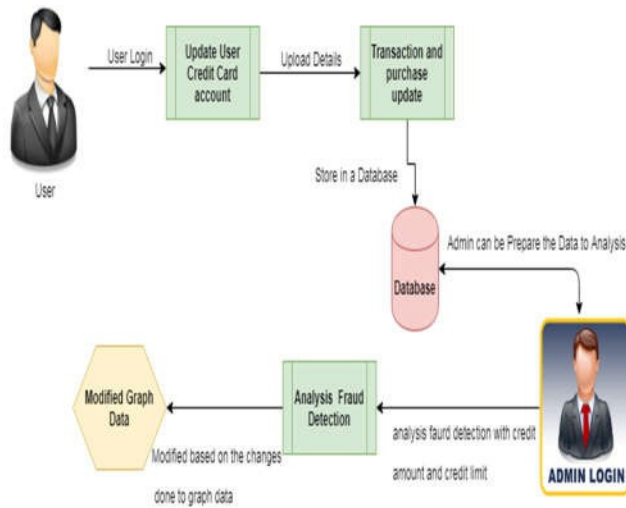 User Login
Update User
Credit Card
account
Upload Details
Transaction and
purchase
update
User
Store in a Database
Database
Admin can be Prepare the Data to Analysis
ADMIN LOGIN
analysis faurd detection with credit
amount and credit limit
Analysis Fraud
Detection
Modified based on the changes
done to graph data
Modified Graph
Data